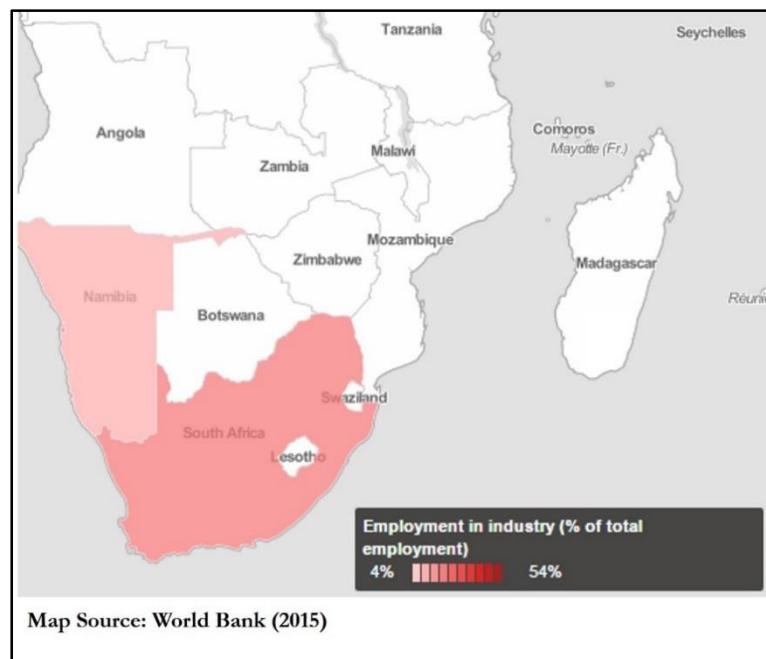 Tanzania
Seychelles
Angola
Comoros
Mayotte (Fr.)
Malawi
Zambia
Mozambique
Zimbabwe
Madagascar
Namibia
Réuni
Botswana
Swaziland
South Africa
Lesotho
Employment in industry (% of total
employment)
4% 54%
Map Source: World Bank (2015)